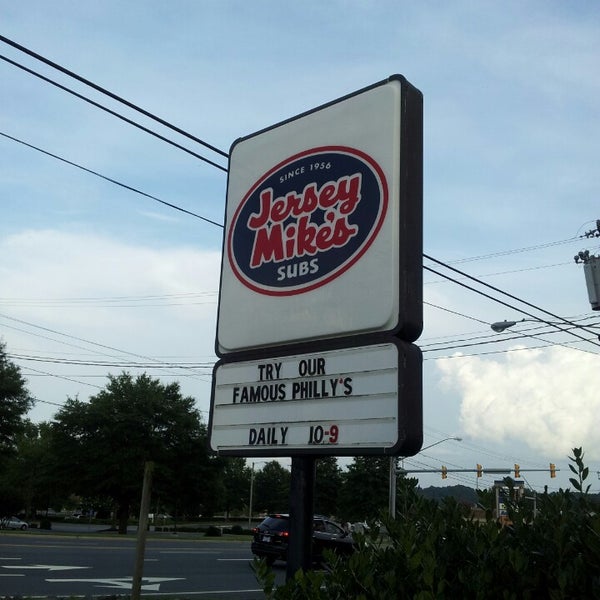 SINCE 1956
Jersey
Mike's
SUBS
TRY OUR
FAMOUS PHILLY'S
DAILY 10-9